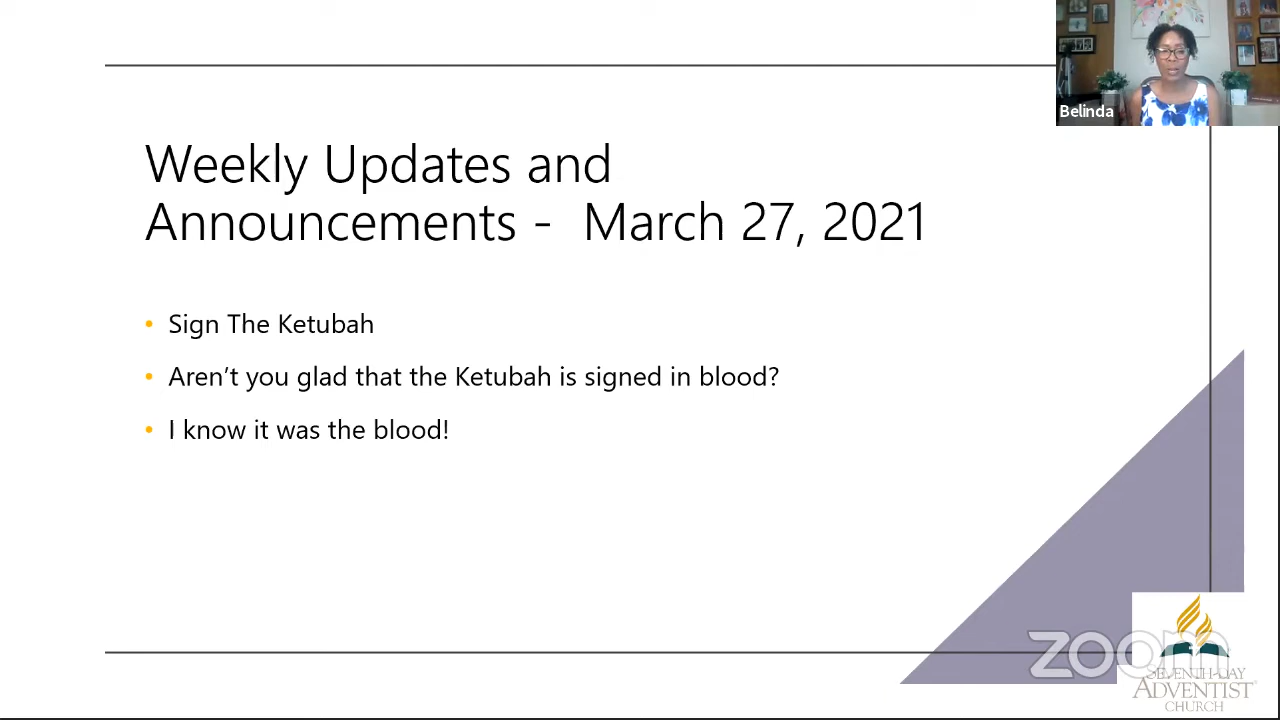 Belinda
Weekly Updates and
Announcements - March 27, 2021
• Sign The Ketubah
• Aren’t you glad that the Ketubah is signed in blood?
• I know it was the blood!
zoom
SEVENTH-DAY
ADVENTIST
CHURCH